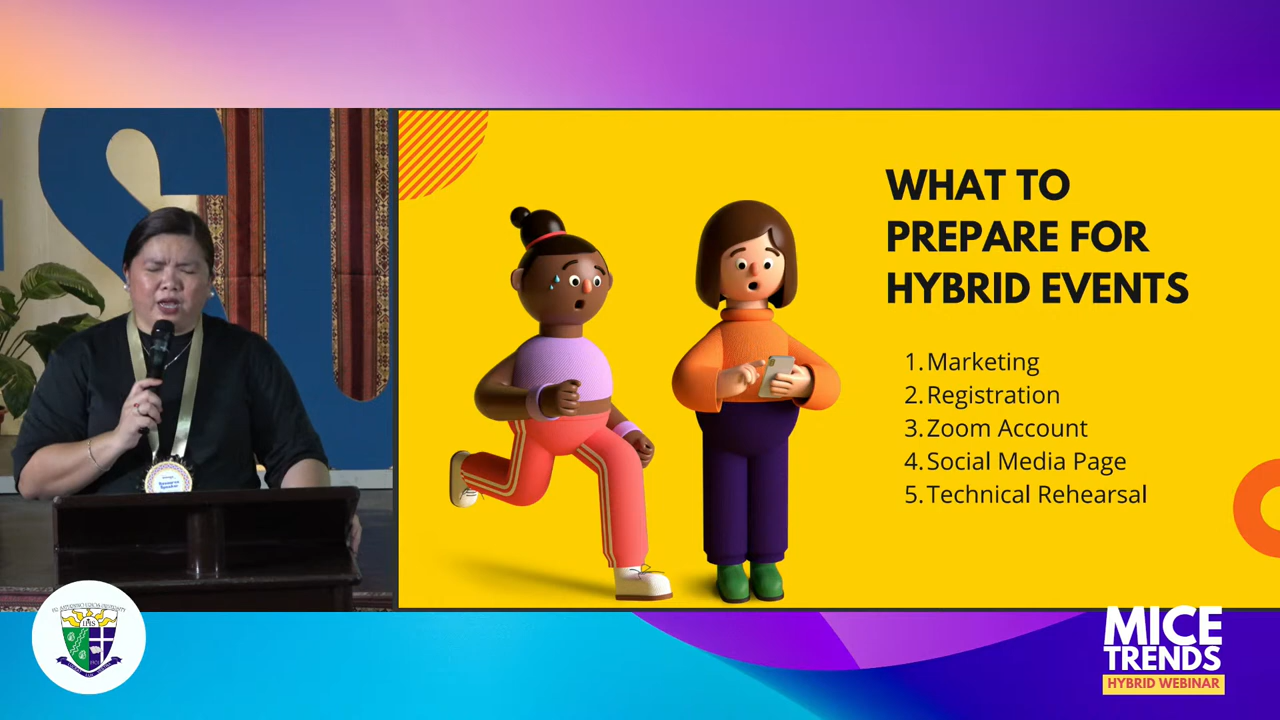 WHAT TO
PREPARE FOR
HYBRID EVENTS
1. Marketing
2. Registration
3. Zoom Account
4. Social Media Page
5. Technical Rehearsal
IHS
MICE
TRENDS
HYBRID WEBINAR